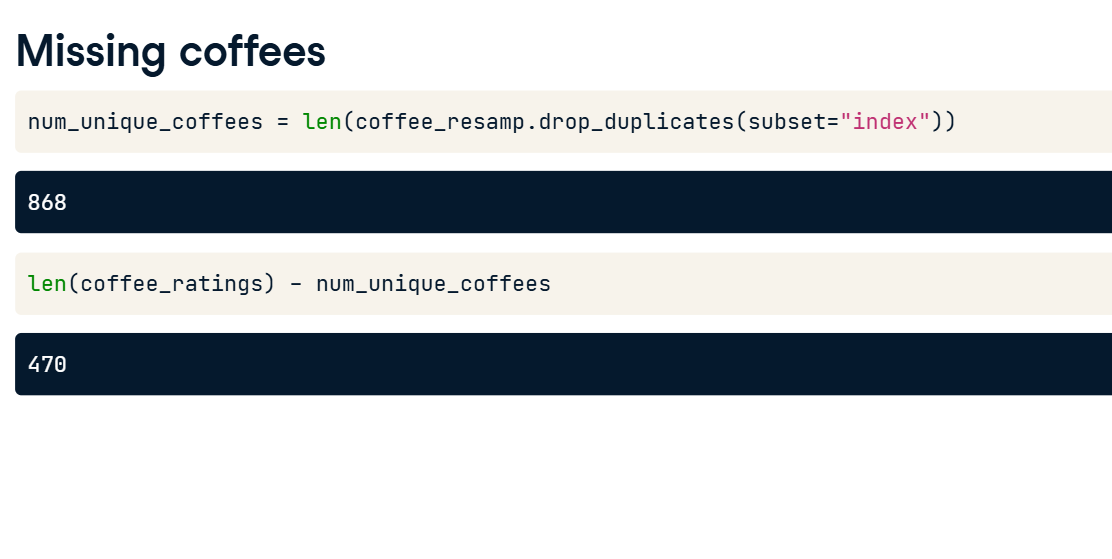 Missing coffees
num_unique_coffees = len(coffee_resamp.drop_duplicates(subset="index"))
868
len(coffee_ratings) - num_unique_coffees
470